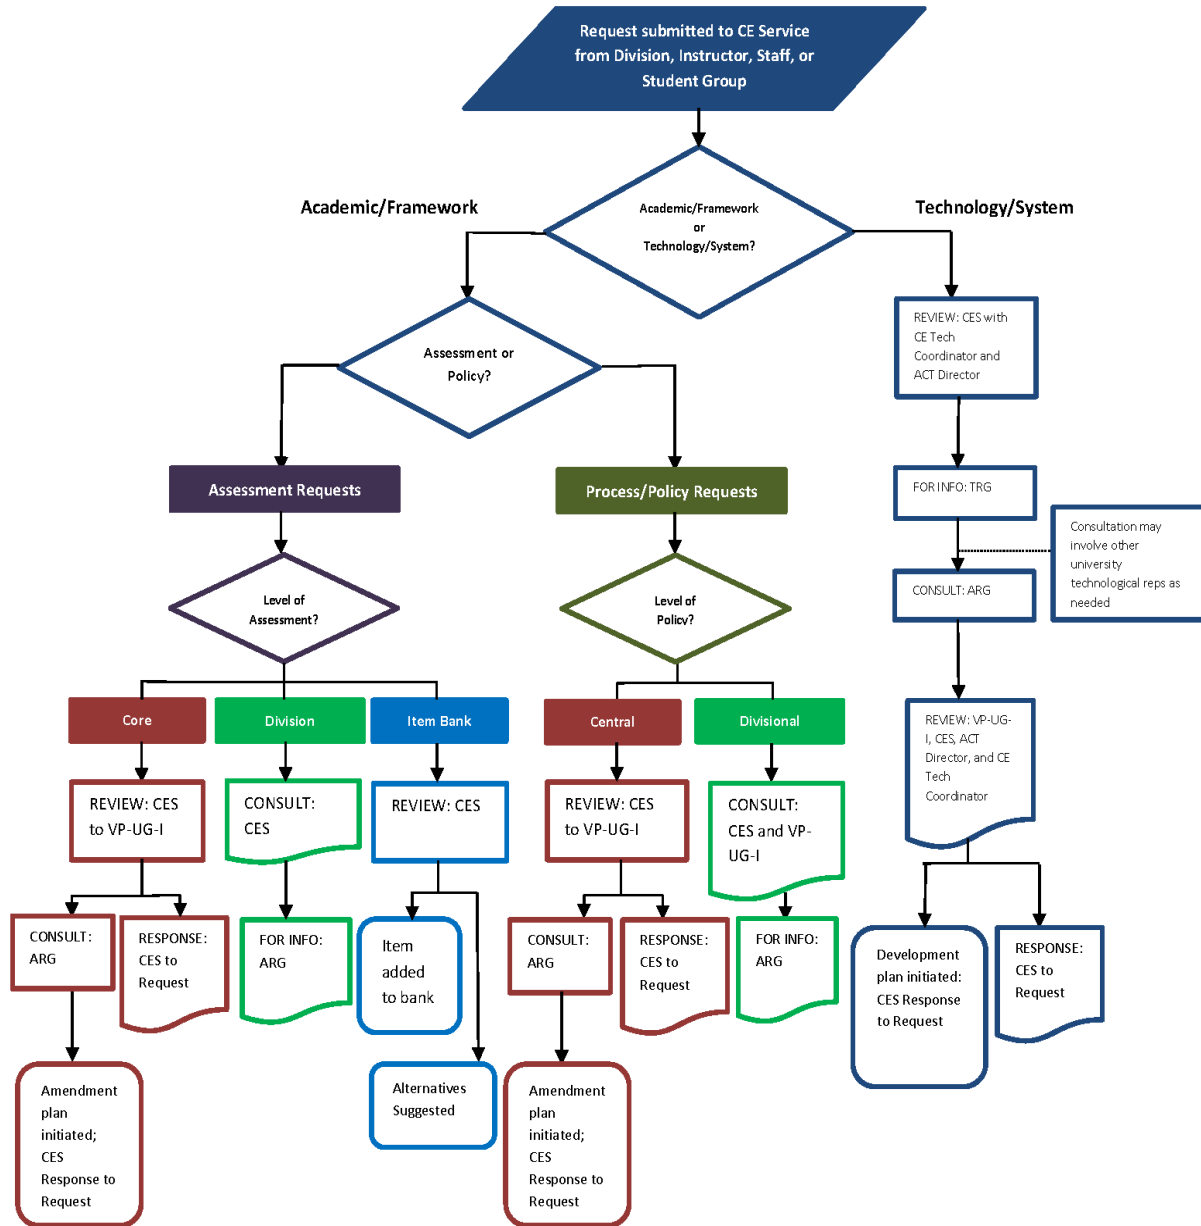 Request submitted to CE Service
from Division, Instructor, Staff, or
Student Group
Academic/Framework
Technology/System
Academic/Framework
or
Technology/System?
Assessment or
Policy?
REVIEW: CES with
CE Tech
Coordinator and
ACT Director
Assessment Requests
Process/Policy Requests
FOR INFO: TRG
Consultation may
involve other
university
technological reps as
needed
CONSULT: ARG
Level of
Assessment?
Level of
Policy?
Core
Division
Item Bank
Central
Divisional
REVIEW: VP-UG-
I, CES, ACT
Director, and CE
Tech
Coordinator
REVIEW: CES
to VP-UG-I
CONSULT:
CES
REVIEW: CES
REVIEW: CES
to VP-UG-I
CONSULT:
CES and VP-
UG-I
CONSULT:
ARG
RESPONSE:
CES to
Request
FOR INFO:
ARG
Item
added
to bank
CONSULT:
ARG
RESPONSE:
CES to
Request
FOR INFO:
ARG
Development
plan initiated:
CES Response
to Request
RESPONSE:
CES to
Request
Amendment
plan
initiated;
CES
Response to
Request
Alternatives
Suggested
Amendment
plan
initiated;
CES
Response to
Request